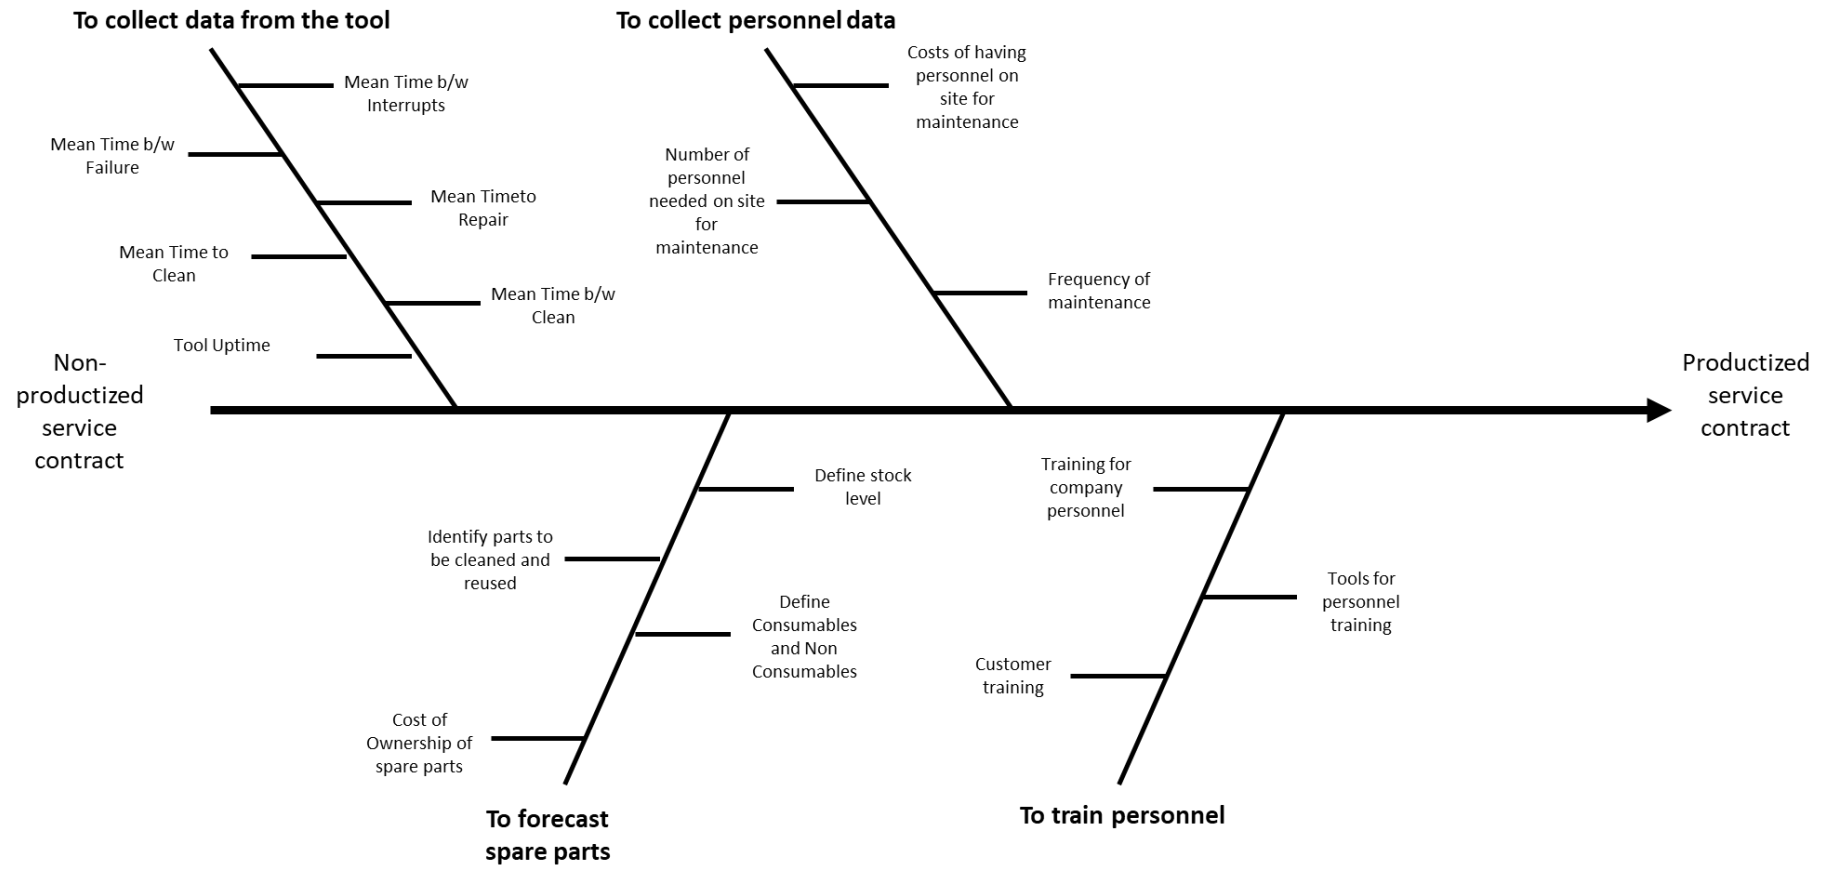 To collect data from the tool
Mean Time b/w
Interrupts
Mean Time b/w
Failure
Mean Timeto
Repair
Mean Time to
Clean
Mean Time b/w
Clean
Tool Uptime
To collect personnel data
Costs of having
personnel on
site for
maintenance
Number of
personnel
needed on site
for
maintenance
Frequency of
maintenance
Non-
productized
service
contract
Productized
service
contract
Define stock
level
Identify parts to
be cleaned and
reused
Define
Consumables
and Non
Consumables
Cost of
Ownership of
spare parts
To forecast
spare parts
Training for
company
personnel
Tools for
personnel
training
Customer
training
To train personnel